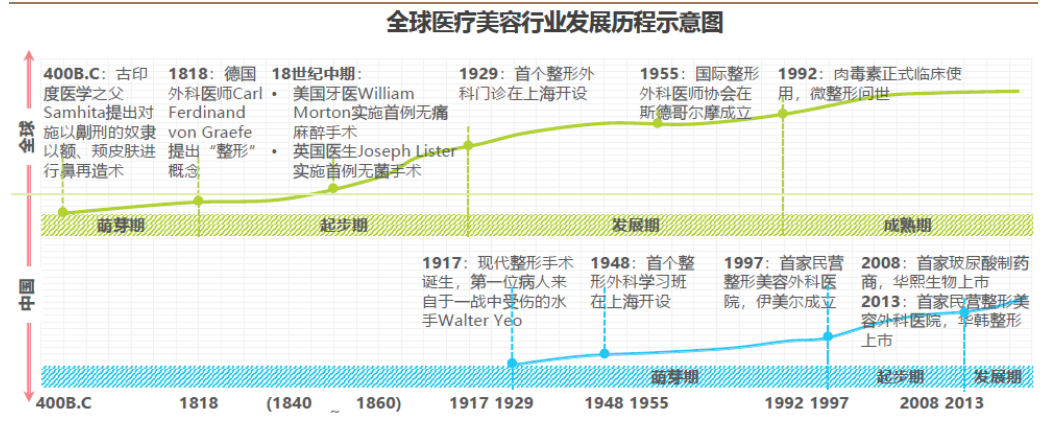 全球医疗美容行业发展历程示意图
400B.C：古印
度医学之父
Samhita提出对
施以劓刑的奴隶
以额、颊皮肤进
行鼻再造术
1818：德国
外科医师Carl
Ferdinand
von Graefe
提出“整形”
概念
18世纪中期：
• 美国牙医William
Morton实施首例无痛
麻醉手术
• 英国医生Joseph Lister
实施首例无菌手术
1929：首个整形外
科门诊在上海开设
1955：国际整形
外科医师协会在
斯德哥尔摩成立
1992：肉毒素正式临床使
用，微整形问世
全球
萌芽期 起步期 发展期 成熟期
1917：现代整形手术
诞生，第一位病人来
自于一战中受伤的水
手Walter Yeo
1948：首个整
形外科学习班
在上海开设
1997：首家民营
整形美容外科医
院，伊美尔成立
2008：首家玻尿酸制药
商，华熙生物上市
2013：首家民营整形美
容外科医院，华韩整形
上市
中国
萌芽期 起步期 发展期
400B.C 1818 (1840 ~ 1860) 1917 1929 1948 1955 1992 1997 2008 2013